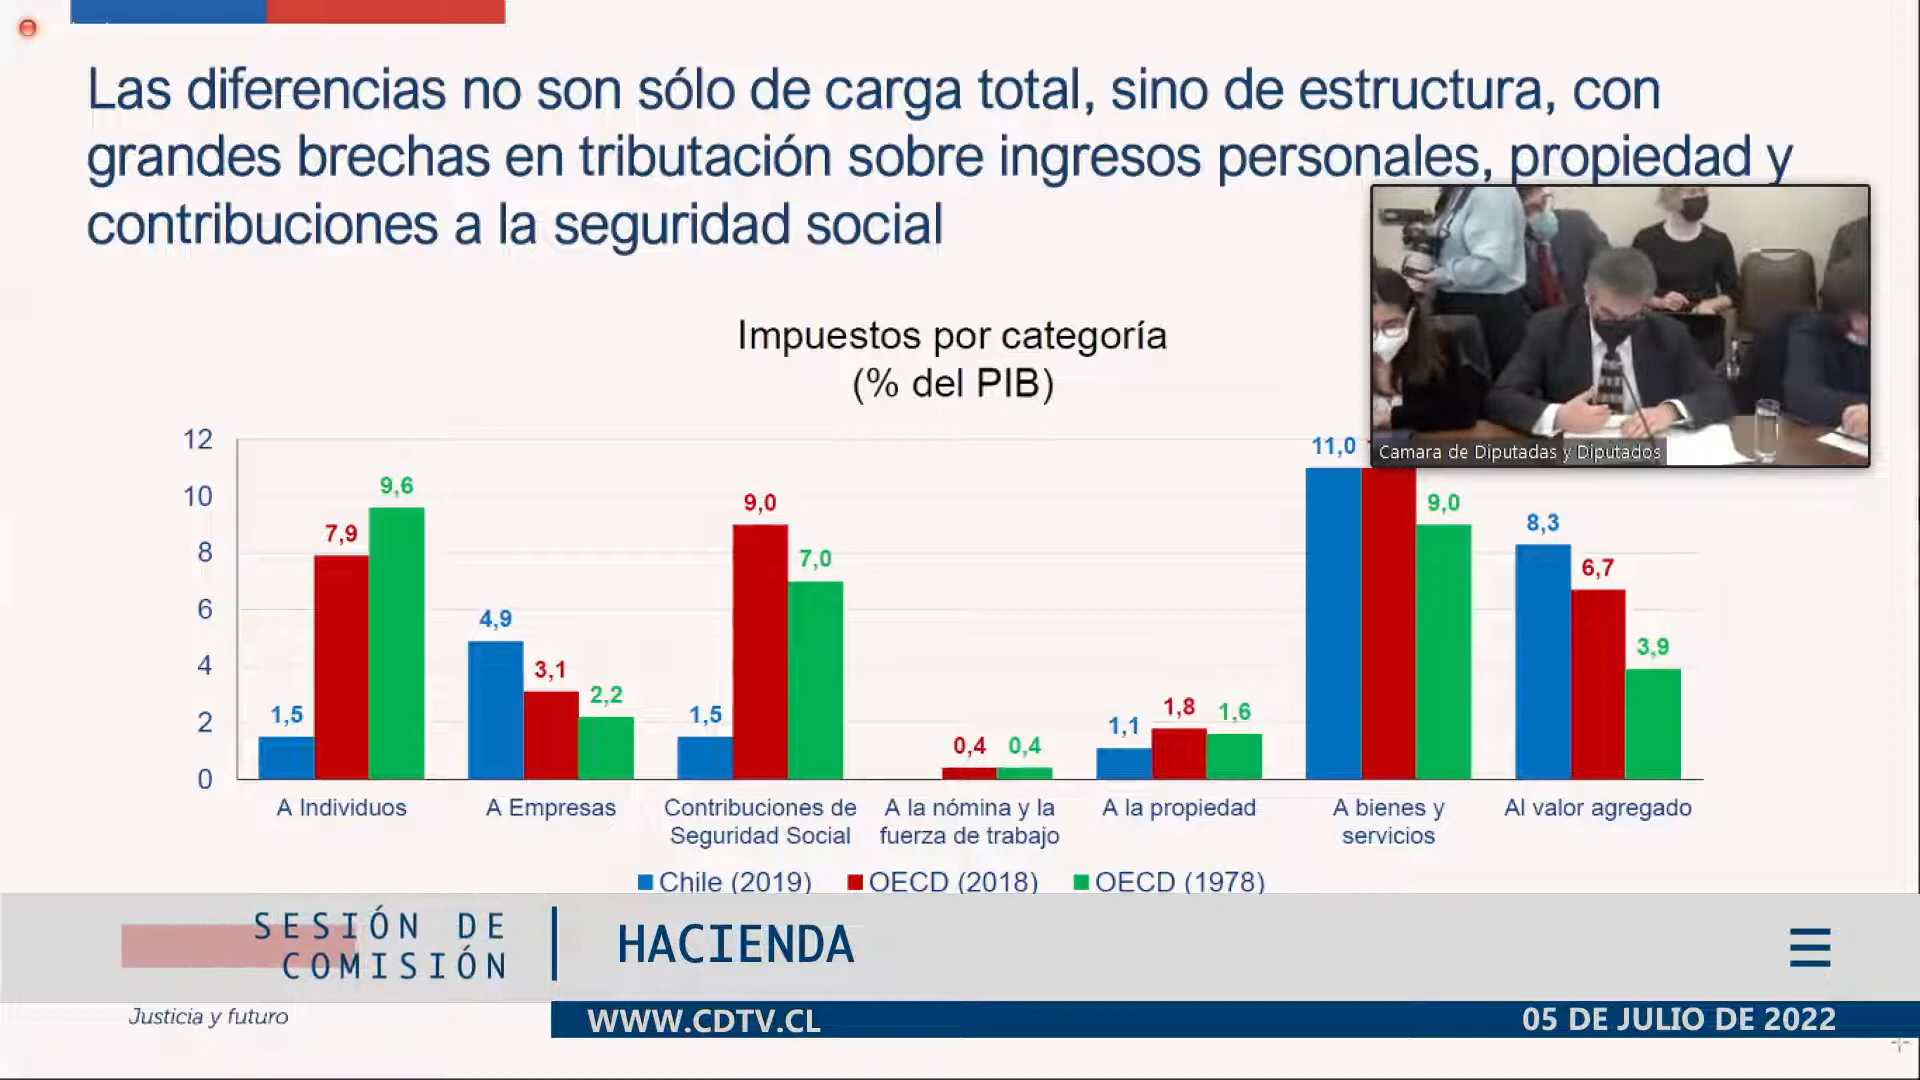 Las diferencias no son sólo de carga total, sino de estructura, con
grandes brechas en tributación sobre ingresos personales, propiedad y
contribuciones a la seguridad social
Impuestos por categoría
(% del PIB)
Camara de Diputadas y Diputados
12
10
8
6
4
2
0
1,5
7,9
9,6
4,9
3,1
2,2
1,5
9,0
7,0
0,4
0,4
1,1
1,8
1,6
11,0
9,0
8,3
6,7
3,9
A Individuos
A Empresas
Contribuciones de
Seguridad Social
A la nómina y la
fuerza de trabajo
A la propiedad
A bienes y
servicios
Al valor agregado
Chile (2019)
OECD (2018)
OECD (1978)
SESIÓN DE
COMISIÓN
HACIENDA
Justicia y futuro
WWW.CDTV.CL
05 DE JULIO DE 2022